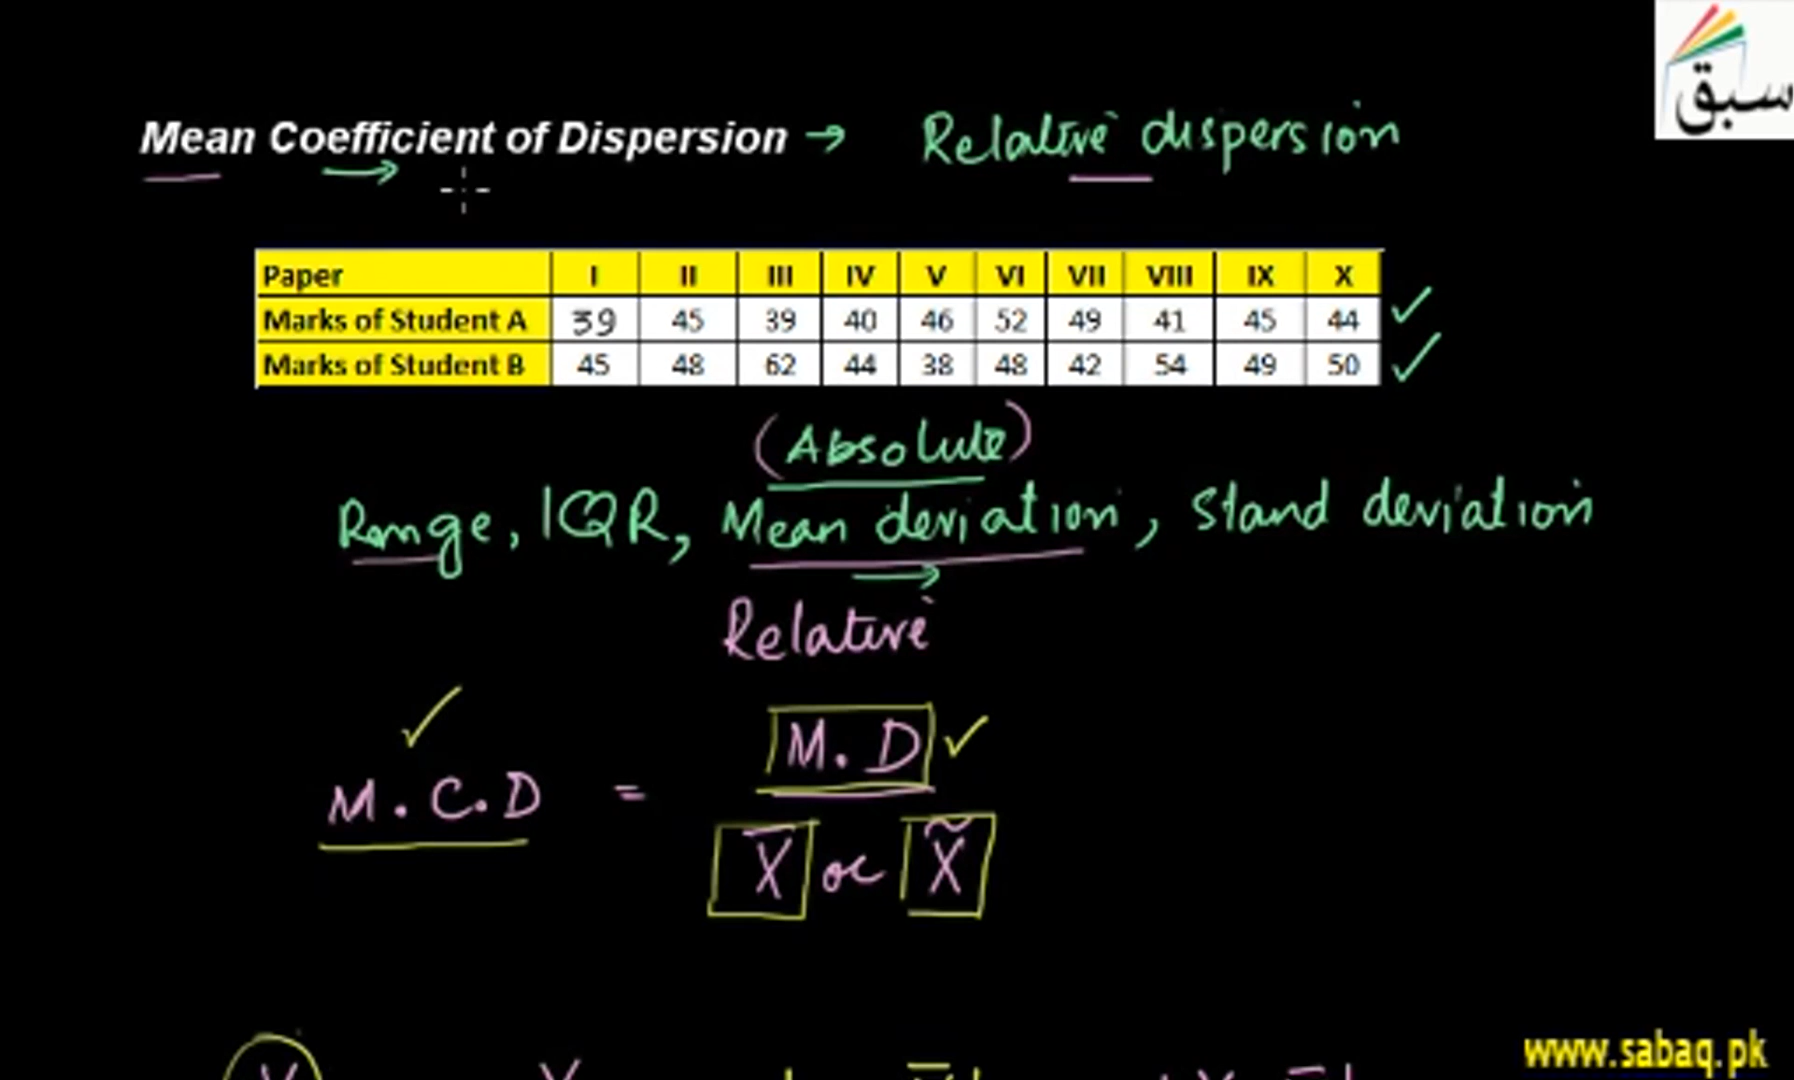 سبق
Mean Coefficient of Dispersion → Relative dispersion
Paper I II III IV V VI VII VIII IX X
Marks of Student A 39 45 39 40 46 52 49 41 45 44
Marks of Student B 45 48 62 44 38 48 42 54 49 50
(Absolute)
Range, IQR, Mean deviation, Stand deviation
Relative
M.C.D = M.D
X̄ or X̃
www.sabaq.pk